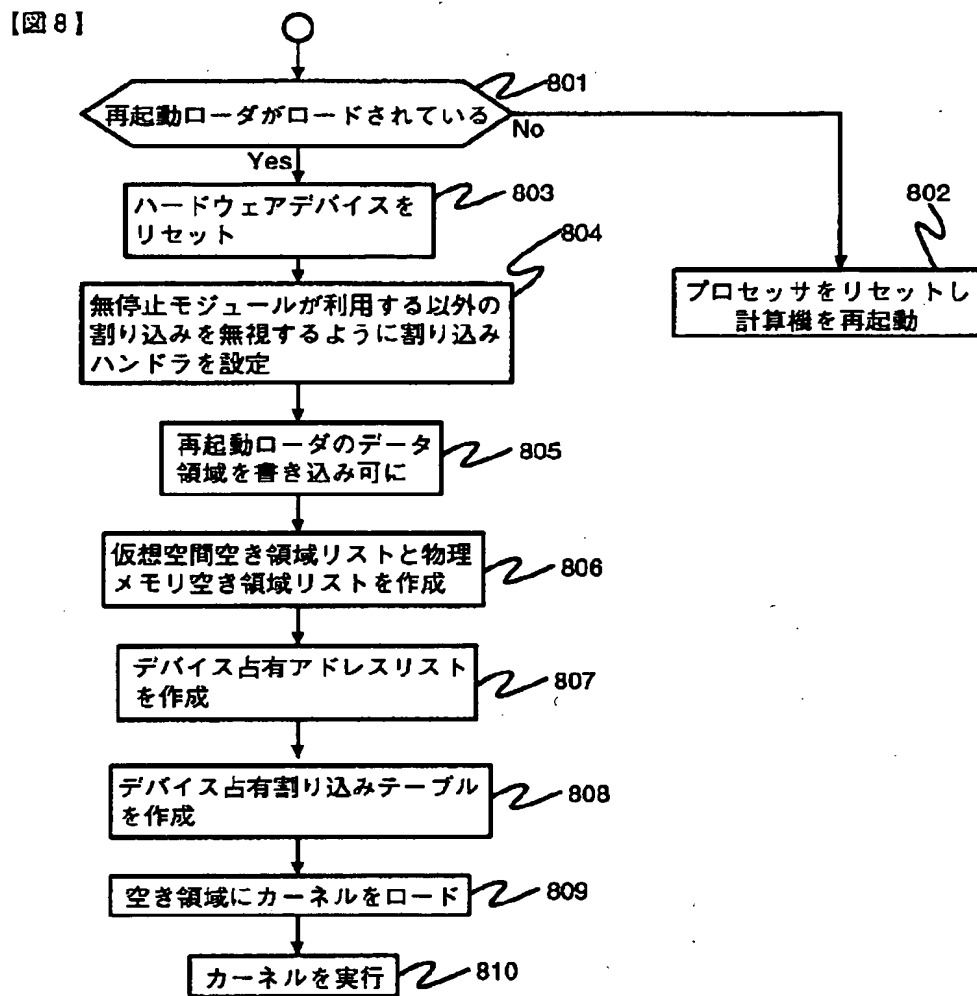 【図8】
801
再起動ローダがロードされている
No
Yes
ハードウェアデバイスを
リセット
803
802
プロセッサをリセットし
計算機を再起動
804
無停止モジュールが利用する以外の
割り込みを無視するように割り込み
ハンドラを設定
再起動ローダのデータ
領域を書き込み可に
805
仮想空間空き領域リストと物理
メモリ空き領域リストを作成
806
デバイス占有アドレスリスト
を作成
807
デバイス占有割り込みテーブル
を作成
808
空き領域にカーネルをロード
809
カーネルを実行
810